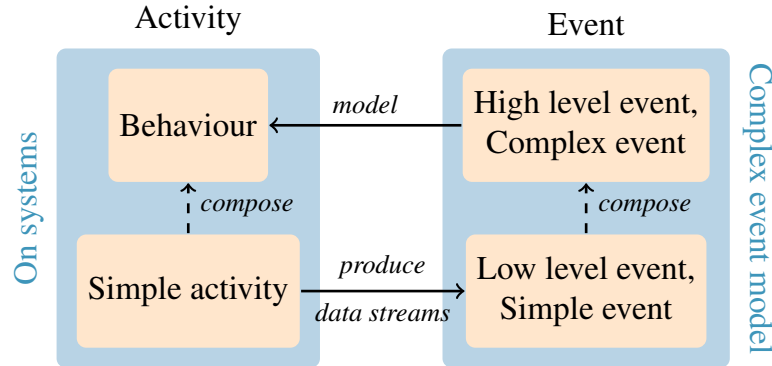 Activity
Event
On systems
Behaviour
model
High level event,
Complex event
compose
compose
Simple activity
produce
data streams
Low level event,
Simple event
Complex event model